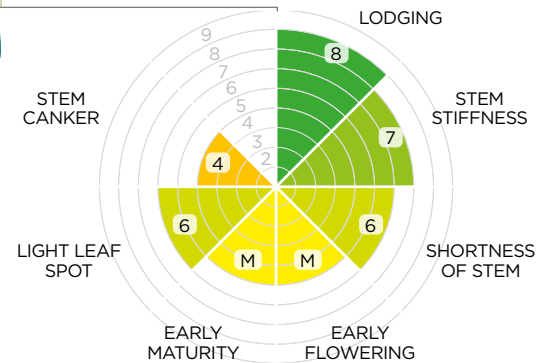 LODGING
9
8
7
6
5
4
3
2
8
STEM
CANKER
STEM
STIFFNESS
7
4
6
6
LIGHT LEAF
SPOT
SHORTNESS
OF STEM
M
M
EARLY
MATURITY
EARLY
FLOWERING